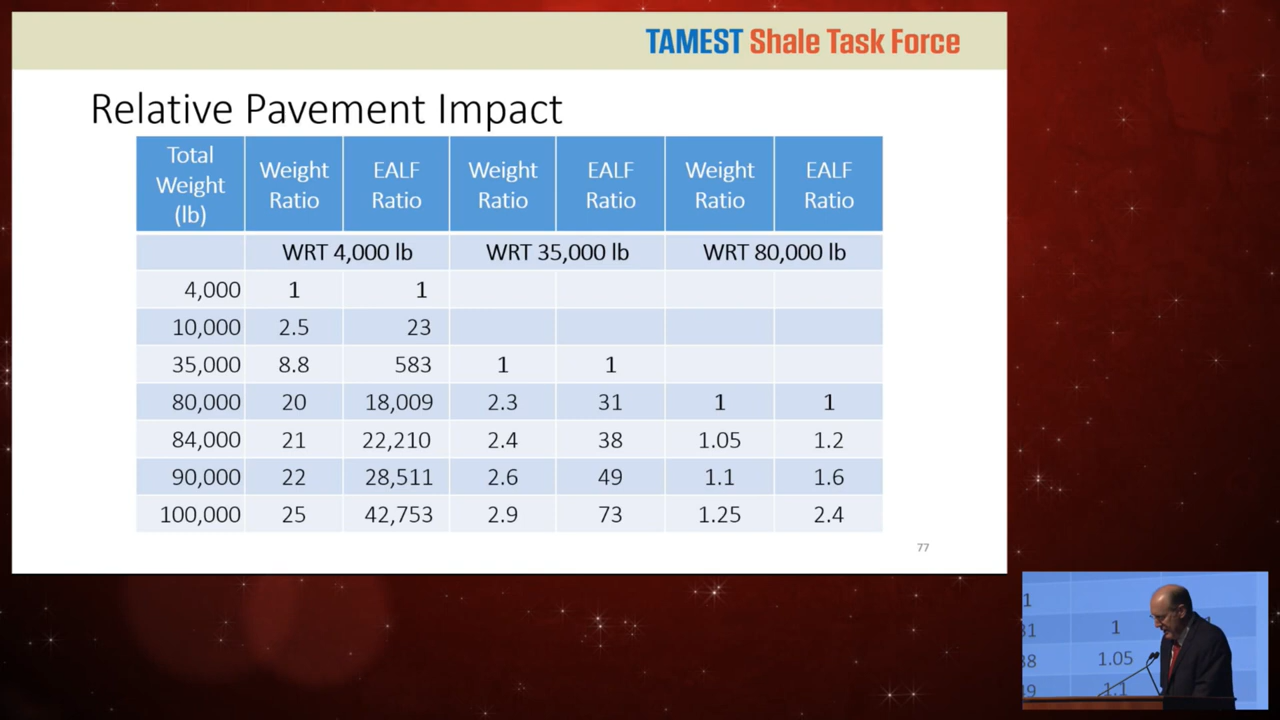 TAMEST Shale Task Force
Relative Pavement Impact
Total Weight (lb) Weight Ratio EALF Ratio Weight Ratio EALF Ratio Weight Ratio EALF Ratio
WRT 4,000 lb WRT 35,000 lb WRT 80,000 lb
4,000 1 1
10,000 2.5 23
35,000 8.8 583 1 1
80,000 20 18,009 2.3 31 1 1
84,000 21 22,210 2.4 38 1.05 1.2
90,000 22 28,511 2.6 49 1.1 1.6
100,000 25 42,753 2.9 73 1.25 2.4
77
1
31 1
38 1.05
49 1.1